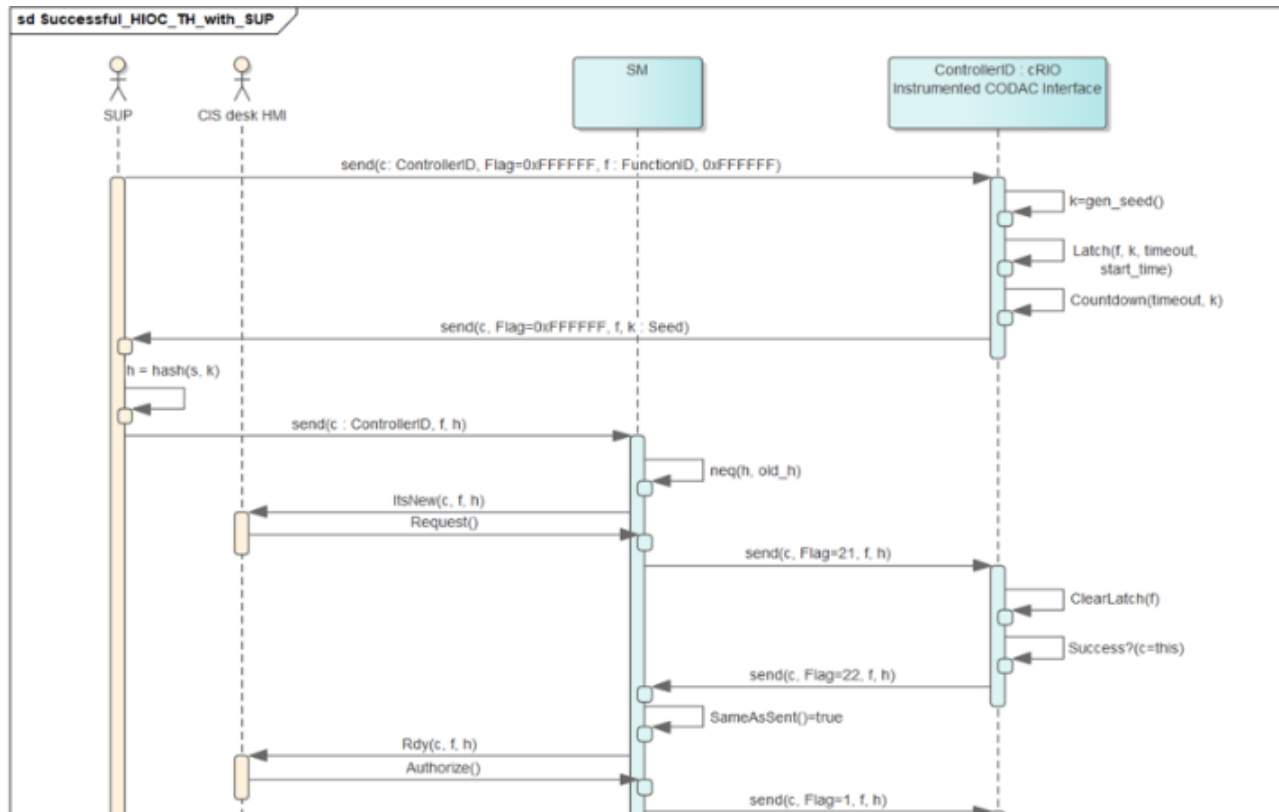 sd Successful_HIOC_TH_with_SUP
SUP
CIS desk HMI
SM
ControllerID : cRIO
Instrumented CODAC Interface
send(c: ControllerID, Flag=0xFFFFFF, f : FunctionID, 0xFFFFFF)
k=gen_seed()
Latch(f, k, timeout,
start_time)
Countdown(timeout, k)
send(c, Flag=0xFFFFFF, f, k : Seed)
h = hash(s, k)
send(c : ControllerID, f, h)
neq(h, old_h)
ItsNew(c, f, h)
Request()
send(c, Flag=21, f, h)
ClearLatch(f)
Success?(c=this)
send(c, Flag=22, f, h)
SameAsSent()=true
Rdy(c, f, h)
Authorize()
send(c, Flag=1, f, h)